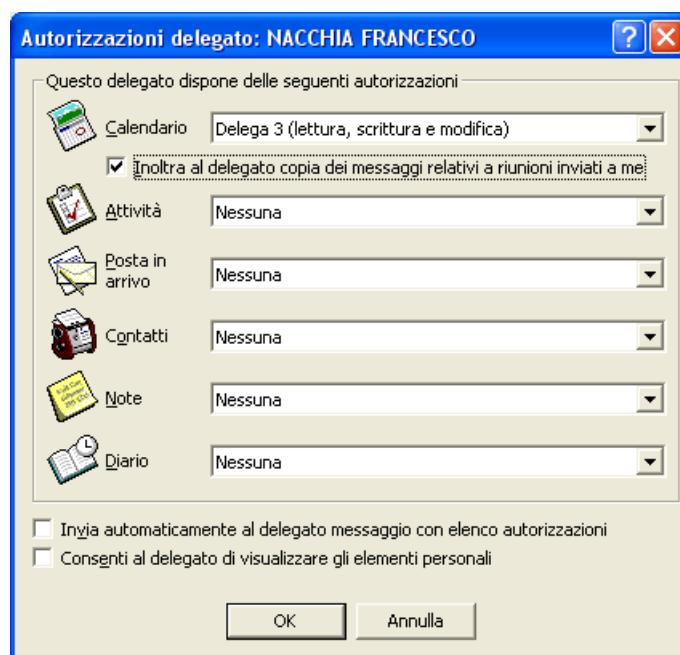 Autorizzazioni delegato: NACCHIA FRANCESCO
Questo delegato dispone delle seguenti autorizzazioni
Calendario Delega 3 (lettura, scrittura e modifica)
Inoltra al delegato copia dei messaggi relativi a riunioni inviati a me
Attività Nessuna
Posta in
arrivo Nessuna
Contatti Nessuna
Note Nessuna
Diario Nessuna
Invia automaticamente al delegato messaggio con elenco autorizzazioni
Consenti al delegato di visualizzare gli elementi personali
OK Annulla